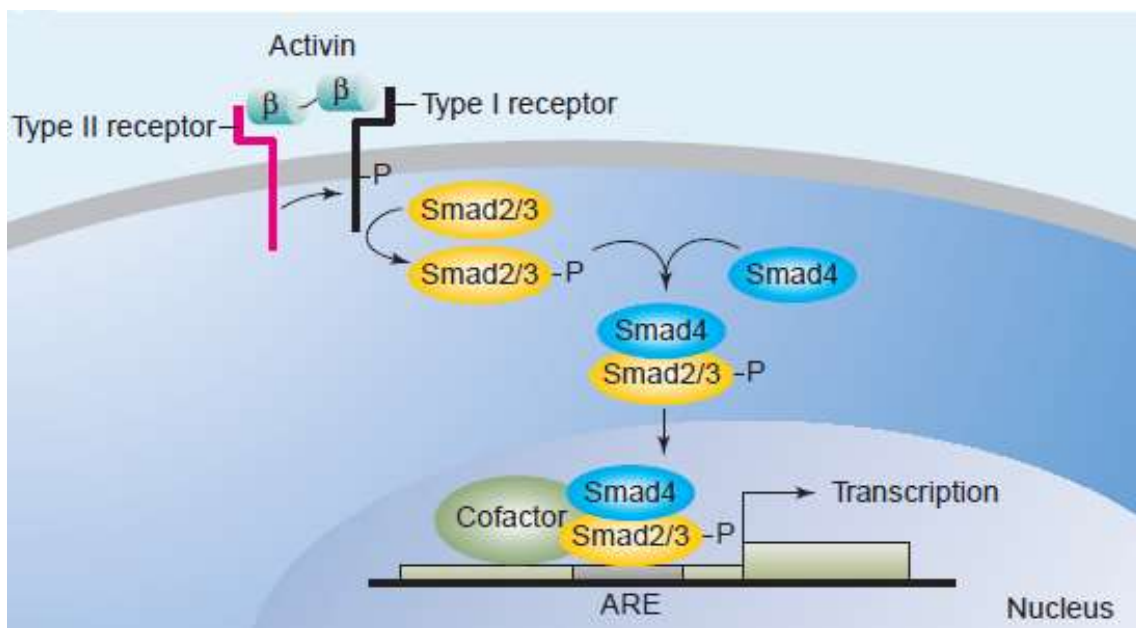 Activin
β
β
Type II receptor
Type I receptor
P
Smad2/3
Smad2/3
P
Smad4
Smad4
Smad2/3
P
Smad4
Cofactor
Smad2/3
P
Transcription
ARE
Nucleus